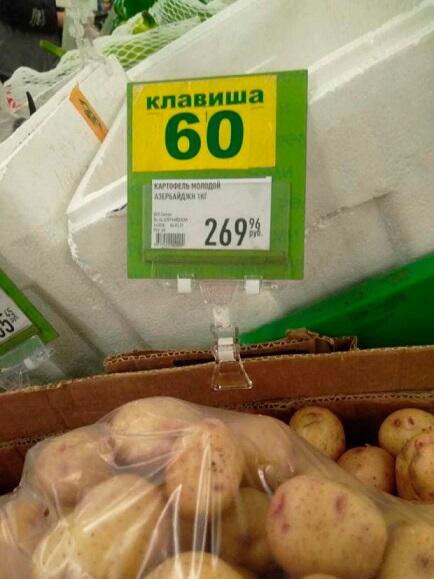 клавиша
60
КАРТОФЕЛЬ МОЛОДОЙ
АЗЕРБАЙДЖН 1КГ
269 96
руб.